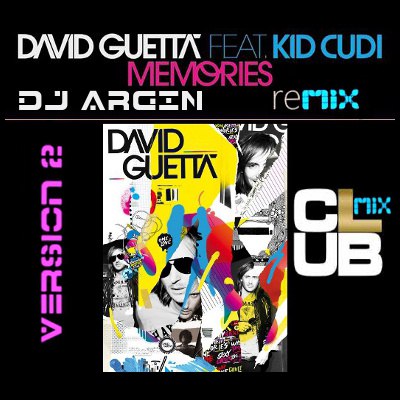 DAVID GUETTA FEAT. KID CUDI
MEMORIES
DJ ARGIN remix
VERSION 2
DAVID
GUETTA
CLUB
mix